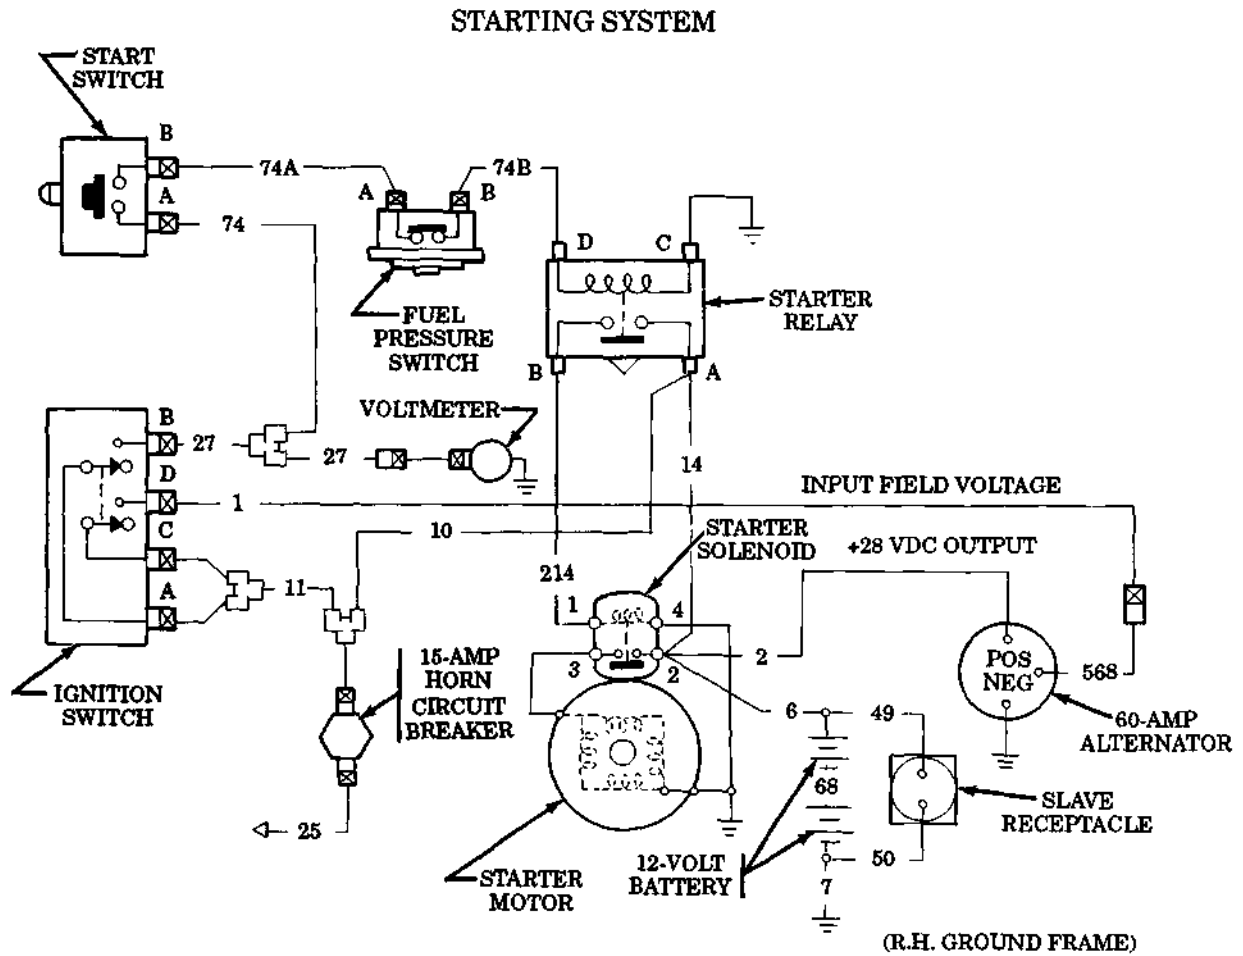 STARTING SYSTEM
START
SWITCH
B
74A
A
B
74B
A
74
D
C
FUEL
PRESSURE
SWITCH
STARTER
RELAY
B
A
VOLTMETER
B
27
27
D
14
1
INPUT FIELD VOLTAGE
C
10
STARTER
SOLENOID
+28 VDC OUTPUT
A
11
214
1
4
3
2
2
15-AMP
HORN
CIRCUIT
BREAKER
POS
NEG
568
IGNITION
SWITCH
6
49
60-AMP
ALTERNATOR
68
SLAVE
RECEPTACLE
25
12-VOLT
BATTERY
50
7
STARTER
MOTOR
(R.H. GROUND FRAME)